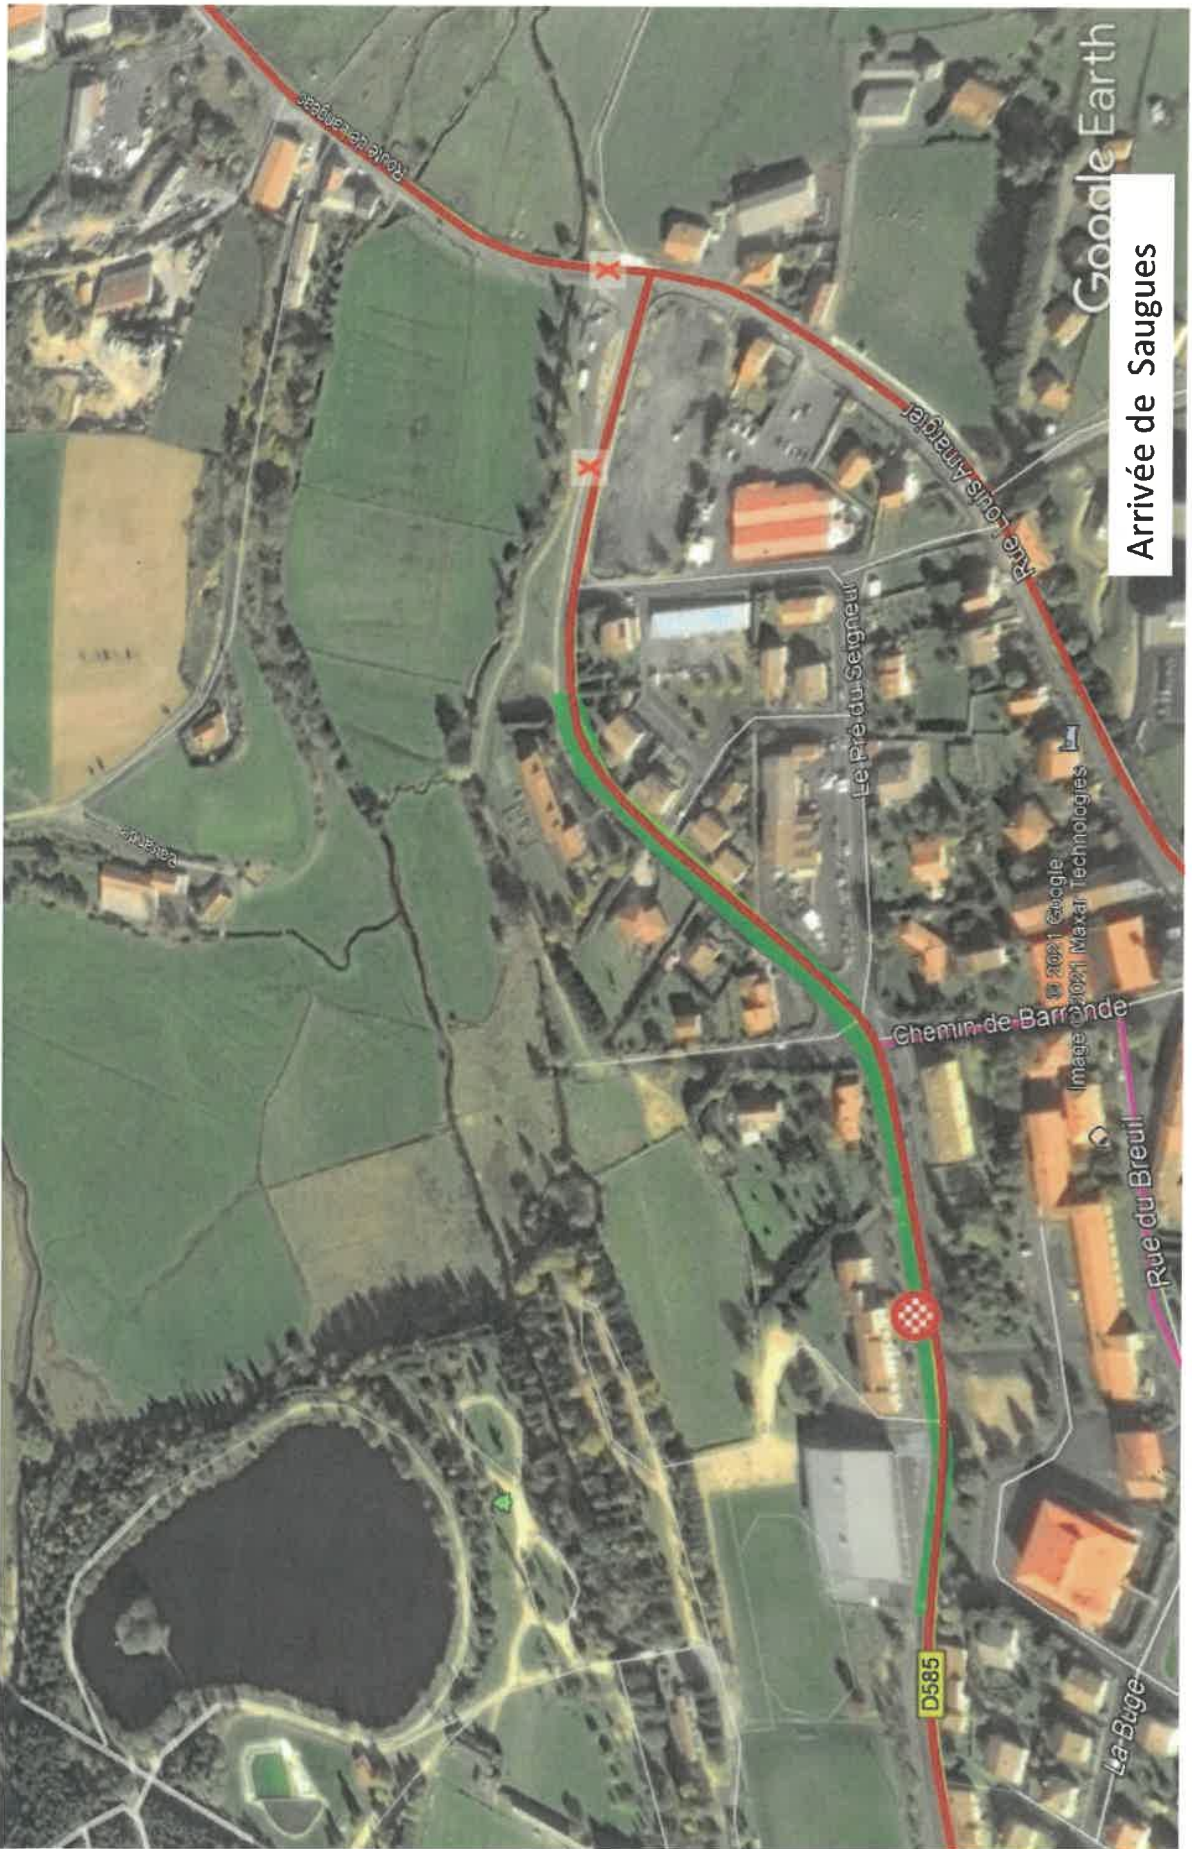 Google Earth
Arrivée de Saugues
Route de Langeac
Rue Louis Amargier
Le Pré du Seigneur
Chemin de Barrande
© 2021 Google
Image © 2021 Maxar Technologies
Rue du Breuil
D585
La Buge